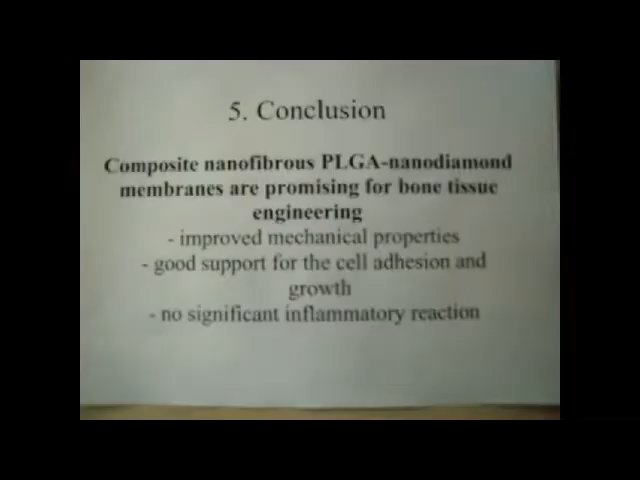 5. Conclusion
Composite nanofibrous PLGA-nanodiamond
membranes are promising for bone tissue
engineering
- improved mechanical properties
- good support for the cell adhesion and
growth
- no significant inflammatory reaction